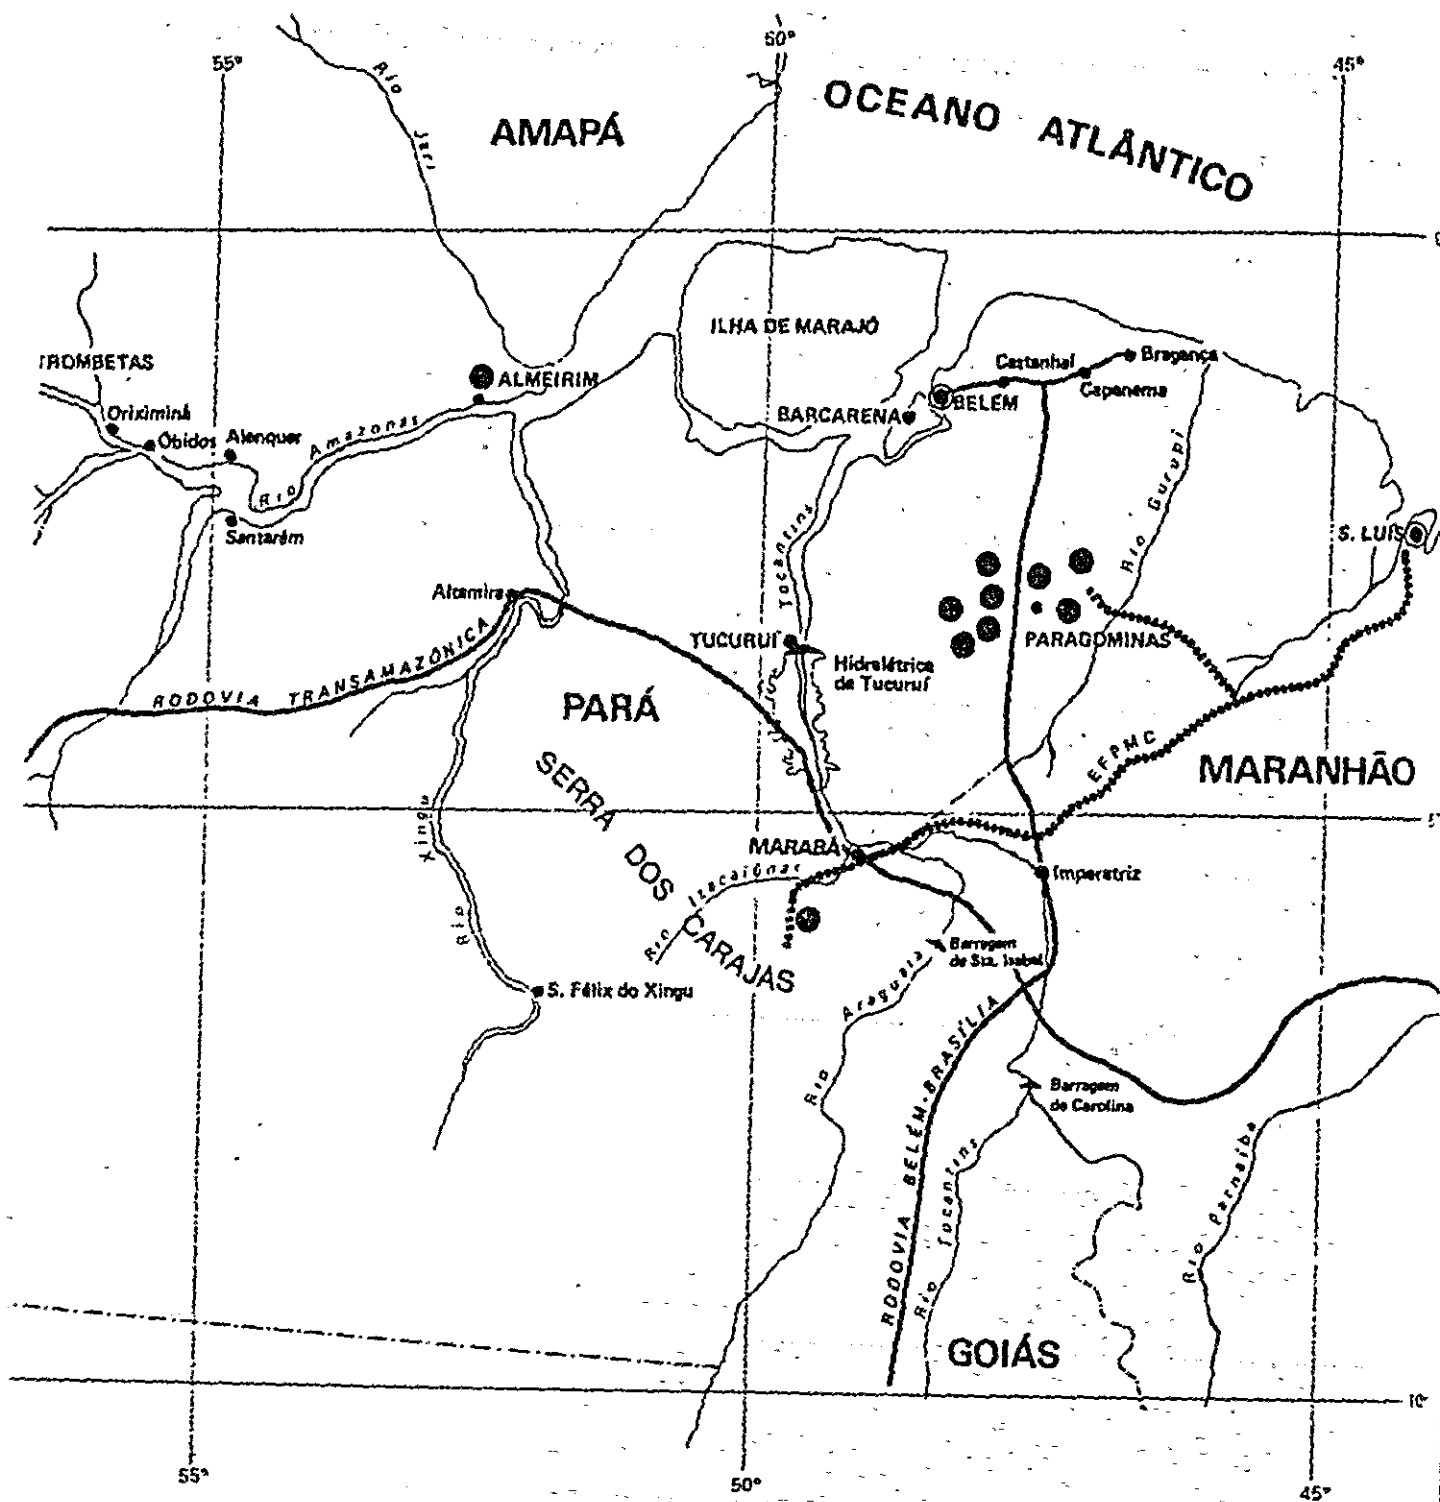 55°
50°
45°
Rio Jari
AMAPÁ
OCEANO ATLÂNTICO
ILHA DE MARAJÓ
TROMBETAS
Oriximiná
Óbidos
Alenquer
Rio Amazonas
ALMEIRIM
Santarém
BARCARENA
BELÉM
Castanhal
Bragança
Capanema
Rio Gurupi
S. LUÍS
Tocantins
Altamira
TUCURUÍ
Hidrelétrica
de Tucuruí
PARAGOMINAS
RODOVIA TRANSAMAZÔNICA
PARÁ
SERRA DOS CARAJÁS
EFPMC
MARANHÃO
Rio Xingu
MARABÁ
Rio Itacaiúnas
Imperatriz
Barragem
de Sta. Isabel
S. Félix do Xingu
Rio Araguaia
RODOVIA BELÉM-BRASÍLIA
Barragem
de Carolina
Rio Tocantins
Rio Parnaíba
GOIÁS
10°
55°
50°
45°